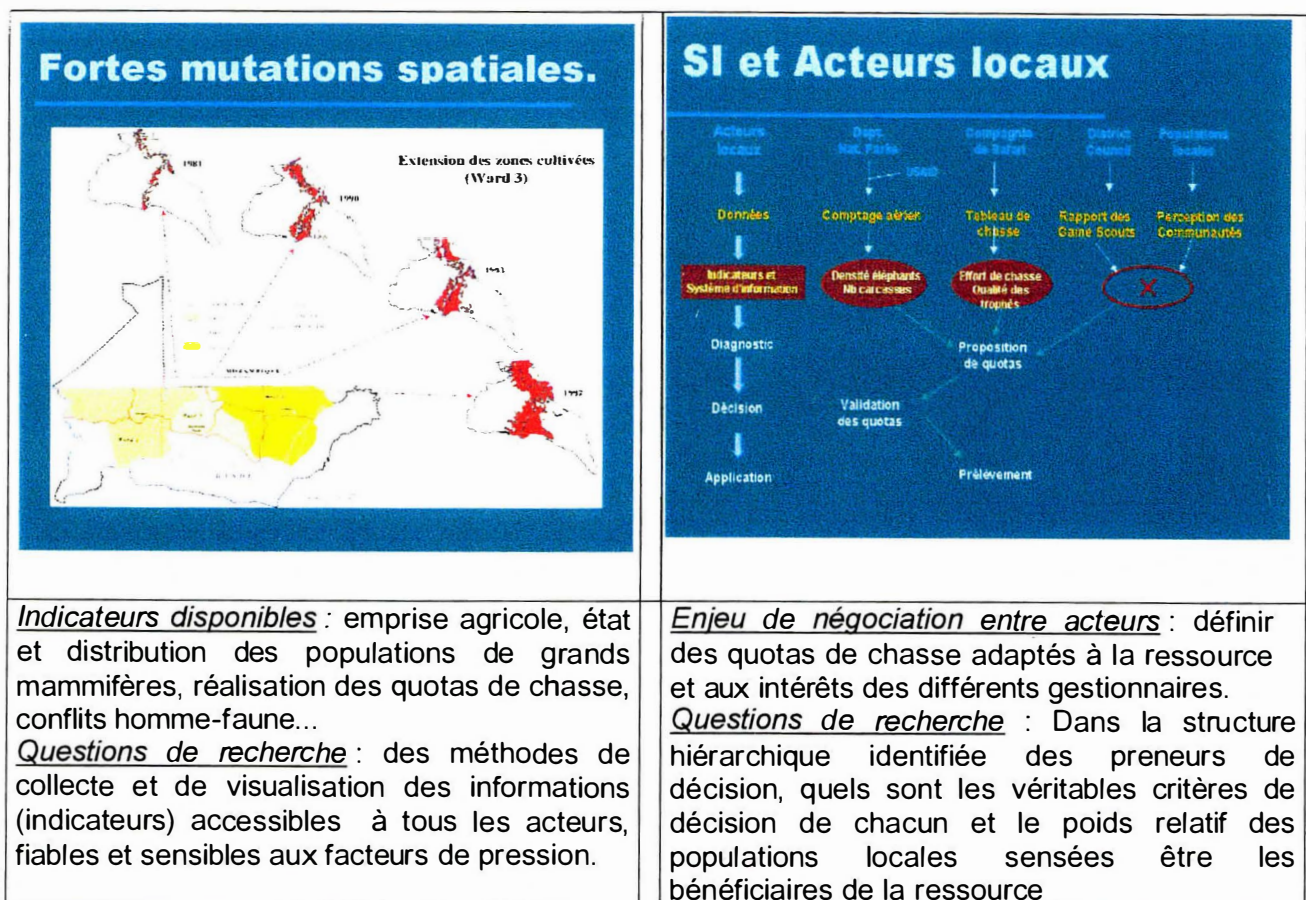 Fortes mutations spatiales.
Extension des zones cultivées
(Ward 3)
1981
1990
1993
1997
MOZAMBIQUE
SI et Acteurs locaux
Acteurs
locaux
Dept.
Nat. Parks
USAID
Compagnie
de Safari
District
Council
Populations
locales
Données
Comptage aérien
Tableau de
chasse
Rapport des
Game Scouts
Perception des
Communautés
Indicateurs et
Système d'information
Densité éléphants
Nb carcasses
Effort de chasse
Qualité des
trophés
X
Diagnostic
Proposition
de quotas
Décision
Validation
des quotas
Application
Prélèvement
Indicateurs disponibles : emprise agricole, état
et distribution des populations de grands
mammifères, réalisation des quotas de chasse,
conflits homme-faune...
Questions de recherche : des méthodes de
collecte et de visualisation des informations
(indicateurs) accessibles à tous les acteurs,
fiables et sensibles aux facteurs de pression.
Enjeu de négociation entre acteurs : définir
des quotas de chasse adaptés à la ressource
et aux intérêts des différents gestionnaires.
Questions de recherche : Dans la structure
hiérarchique identifiée des preneurs de
décision, quels sont les véritables critères de
décision de chacun et le poids relatif des
populations locales sensées être les
bénéficiaires de la ressource